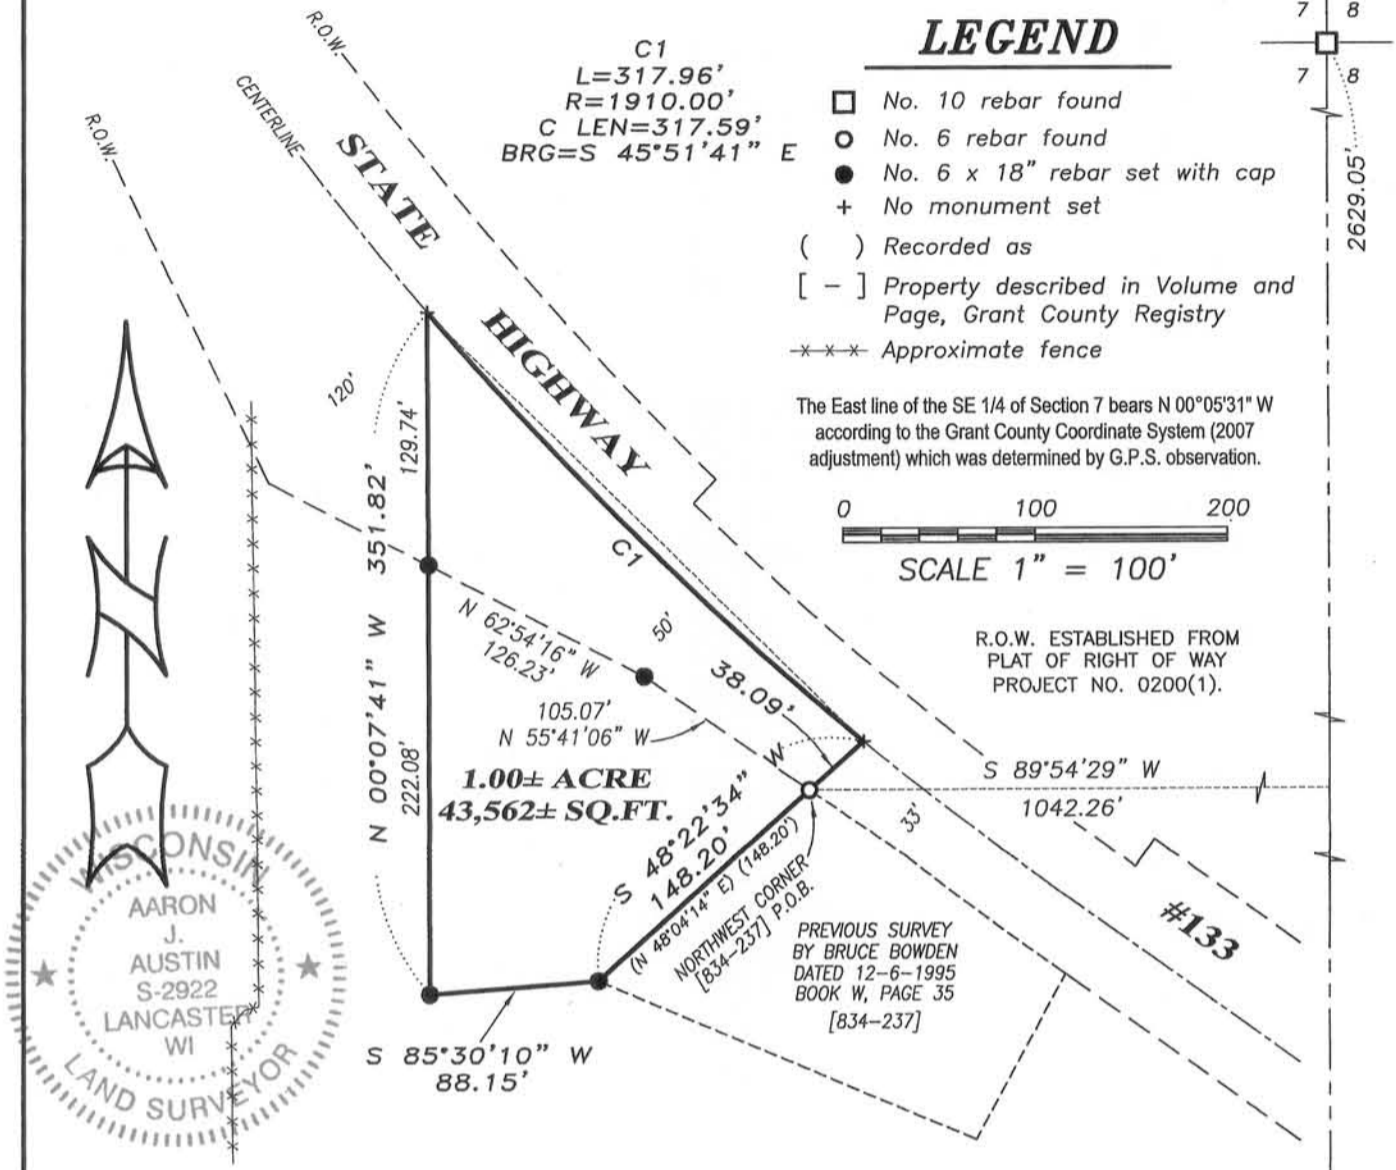 R.O.W.
CENTERLINE
R.O.W.
STATE
HIGHWAY
#133
C1
L=317.96'
R=1910.00'
C LEN=317.59'
BRG=S 45°51'41" E
LEGEND
No. 10 rebar found
No. 6 rebar found
No. 6 x 18" rebar set with cap
+ No monument set
( ) Recorded as
[ - ] Property described in Volume and
Page, Grant County Registry
-x-x-x- Approximate fence
7 8
7 8
2629.05'
The East line of the SE 1/4 of Section 7 bears N 00°05'31" W
according to the Grant County Coordinate System (2007
adjustment) which was determined by G.P.S. observation.
0 100 200
SCALE 1" = 100'
R.O.W. ESTABLISHED FROM
PLAT OF RIGHT OF WAY
PROJECT NO. 0200(1).
120'
129.74'
N 00°07'41" W 351.82'
222.08'
C1
50'
38.09'
N 62°54'16" W
126.23'
105.07'
N 55°41'06" W
1.00± ACRE
43,562± SQ.FT.
S 48°22'34" W
148.20'
(N 48°04'14" E) (148.20')
NORTHWEST CORNER
[834-237] P.O.B.
S 89°54'29" W
1042.26'
33'
PREVIOUS SURVEY
BY BRUCE BOWDEN
DATED 12-6-1995
BOOK W, PAGE 35
[834-237]
S 85°30'10" W
88.15'
N
WISCONSIN
AARON
J.
AUSTIN
S-2922
LANCASTER
WI
LAND SURVEYOR